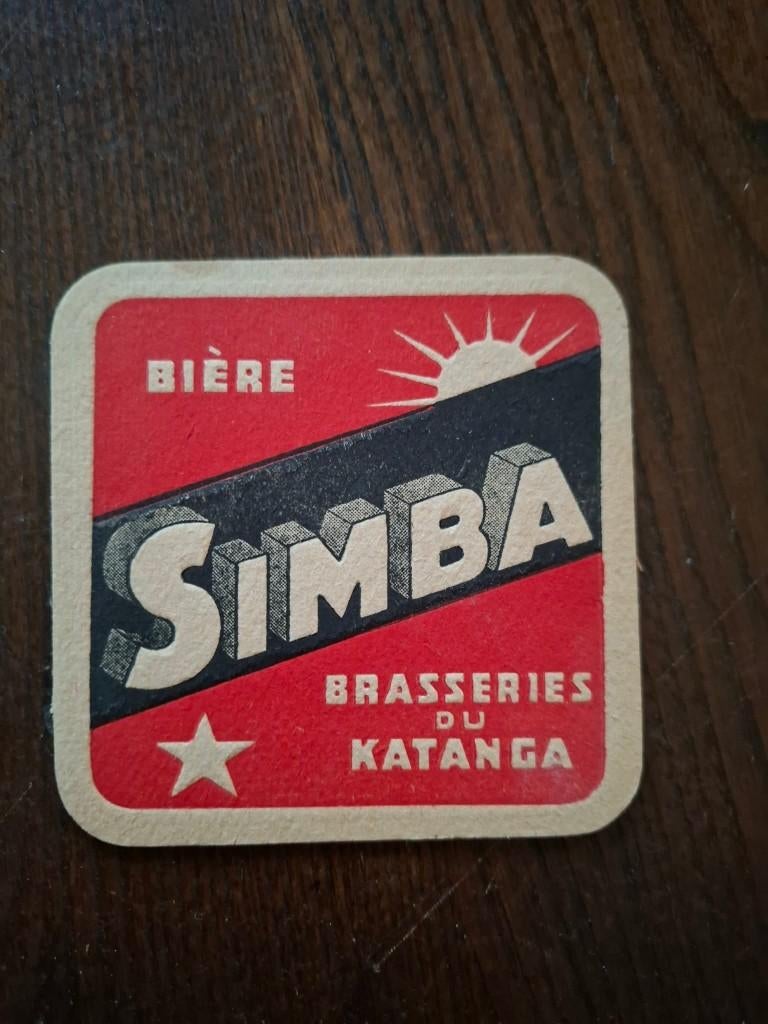 BIÈRE
SIMBA
BRASSERIES
DU
KATANGA